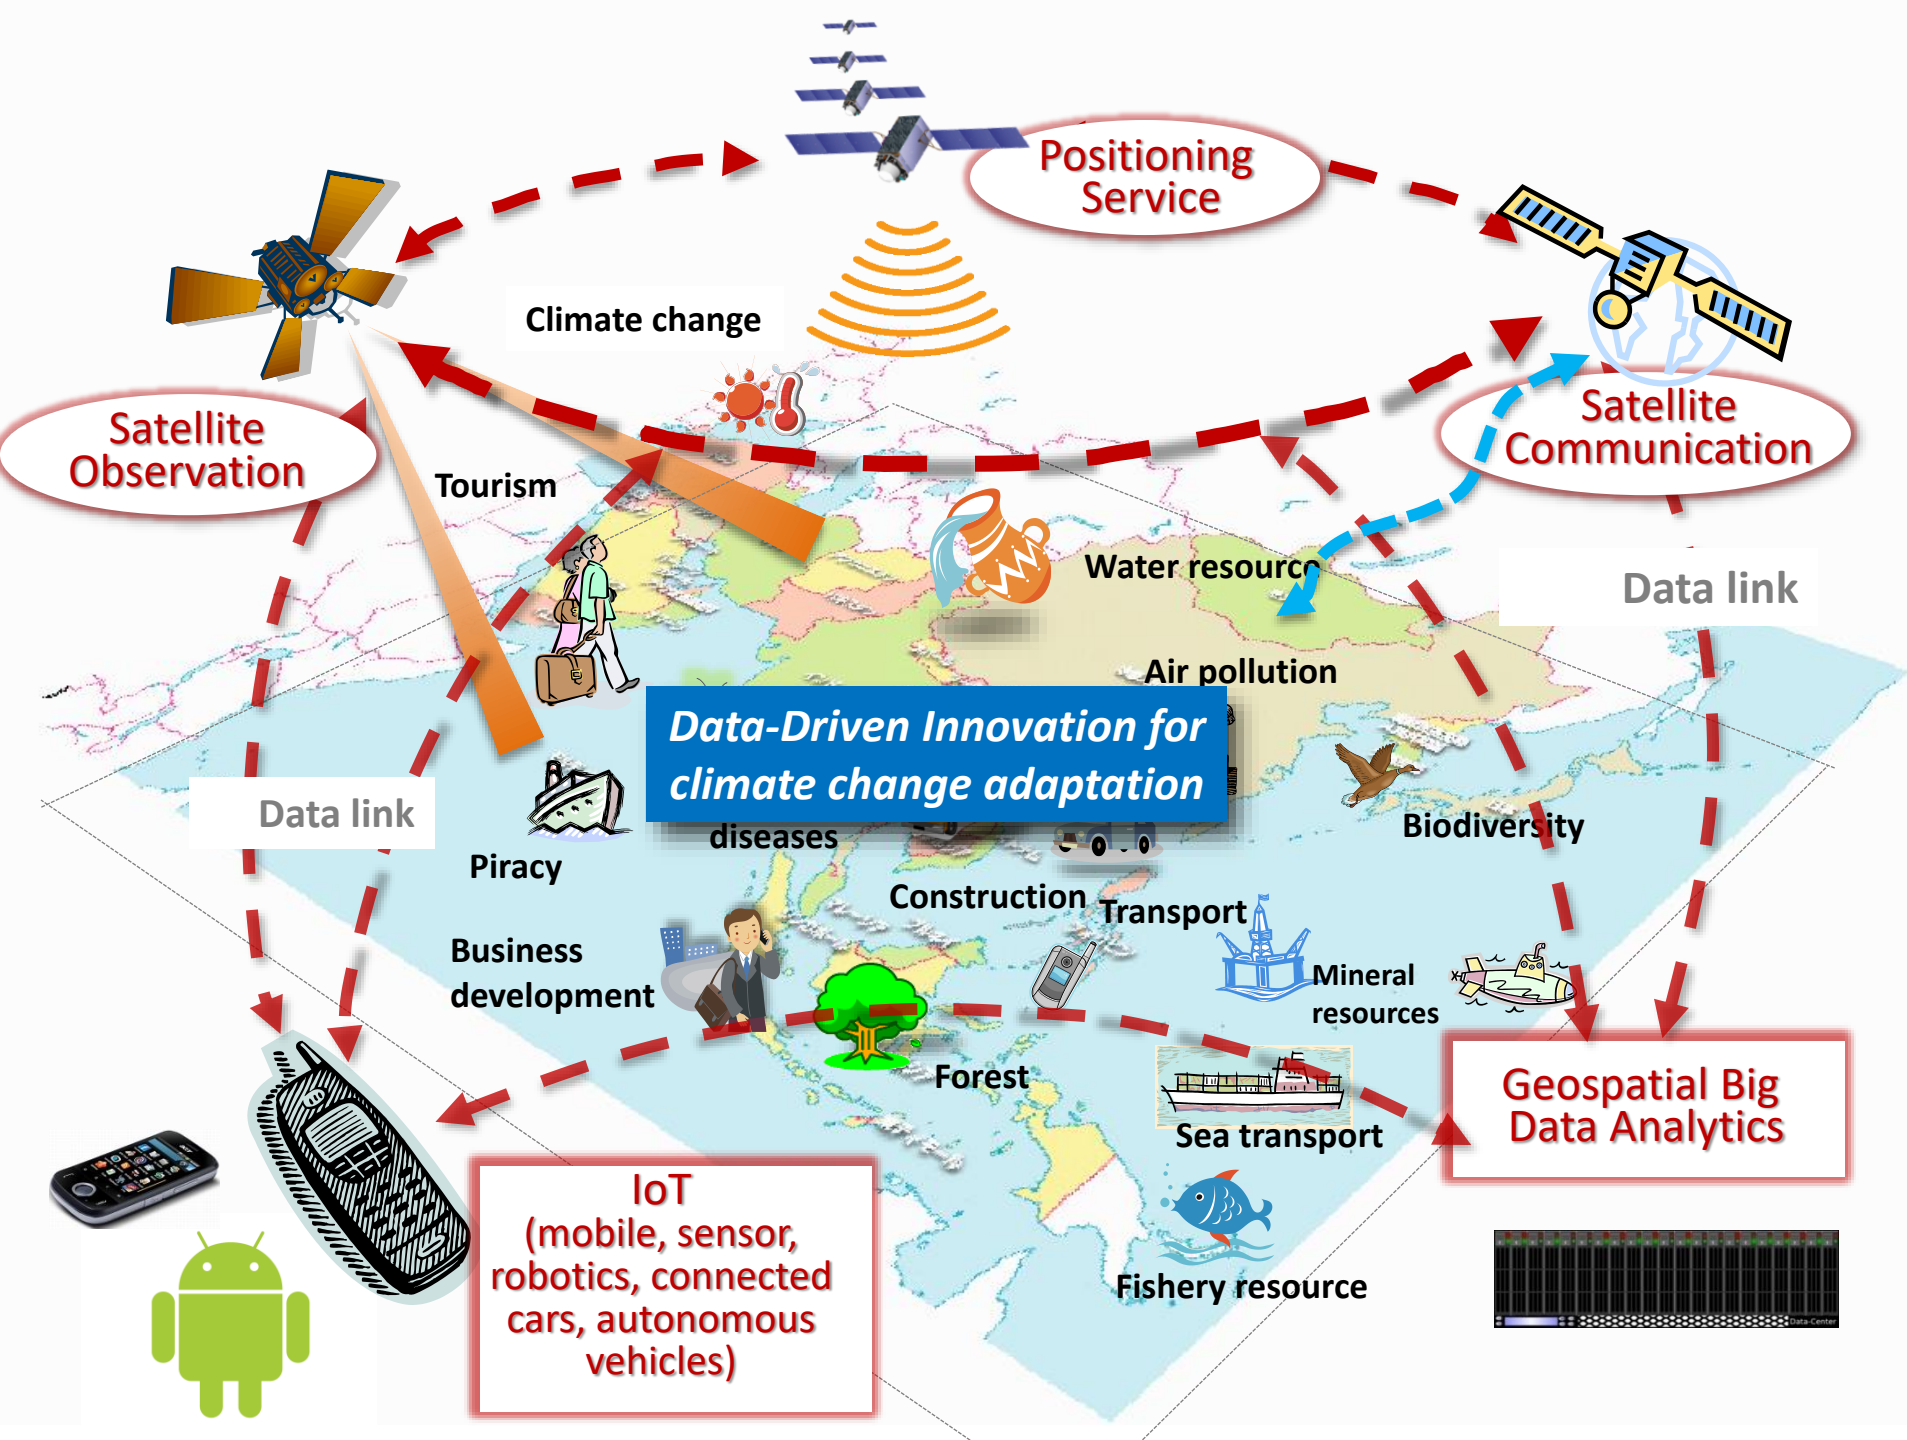 Positioning
Service
Climate change
Satellite
Observation
Satellite
Communication
Tourism
Water resource
Data link
Air pollution
Data-Driven Innovation for
climate change adaptation
Data link
diseases
Biodiversity
Piracy
Construction
Transport
Business
development
Mineral
resources
Forest
Geospatial Big
Data Analytics
Sea transport
IoT
(mobile, sensor,
robotics, connected
cars, autonomous
vehicles)
Fishery resource
Data-Center